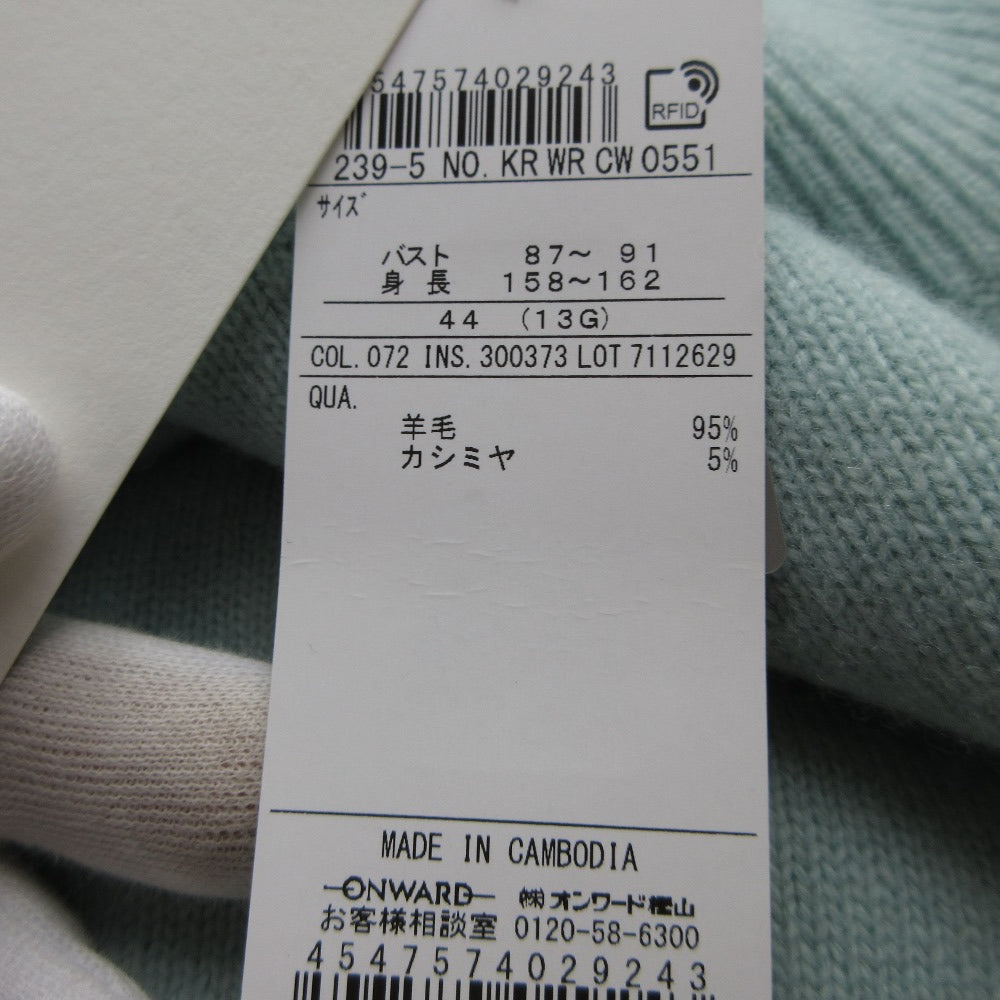 547574029243
RFID
239-5 NO. KR WR CW 0551
サイズ
バスト 87～ 91
身 長 158～162
44 (13G)
COL. 072 INS. 300373 LOT 7112629
QUA.
羊毛 95%
カシミヤ 5%
MADE IN CAMBODIA
ONWARD ㈱オンワード樫山
お客様相談室 0120-58-6300
4547574029243